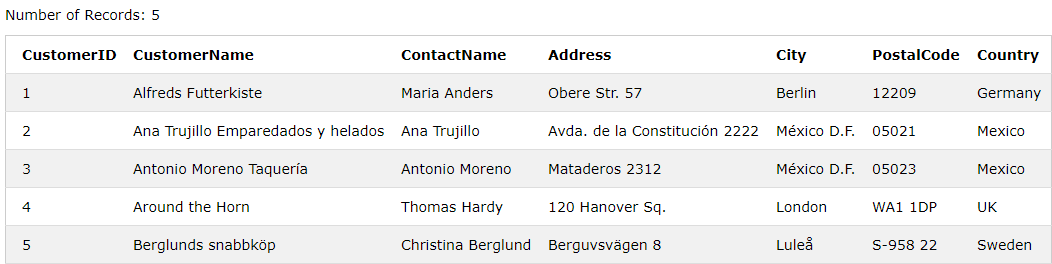 Number of Records: 5
CustomerID CustomerName ContactName Address City PostalCode Country
1 Alfreds Futterkiste Maria Anders Obere Str. 57 Berlin 12209 Germany
2 Ana Trujillo Emparedados y helados Ana Trujillo Avda. de la Constitución 2222 México D.F. 05021 Mexico
3 Antonio Moreno Taquería Antonio Moreno Mataderos 2312 México D.F. 05023 Mexico
4 Around the Horn Thomas Hardy 120 Hanover Sq. London WA1 1DP UK
5 Berglunds snabbköp Christina Berglund Berguvsvägen 8 Luleå S-958 22 Sweden